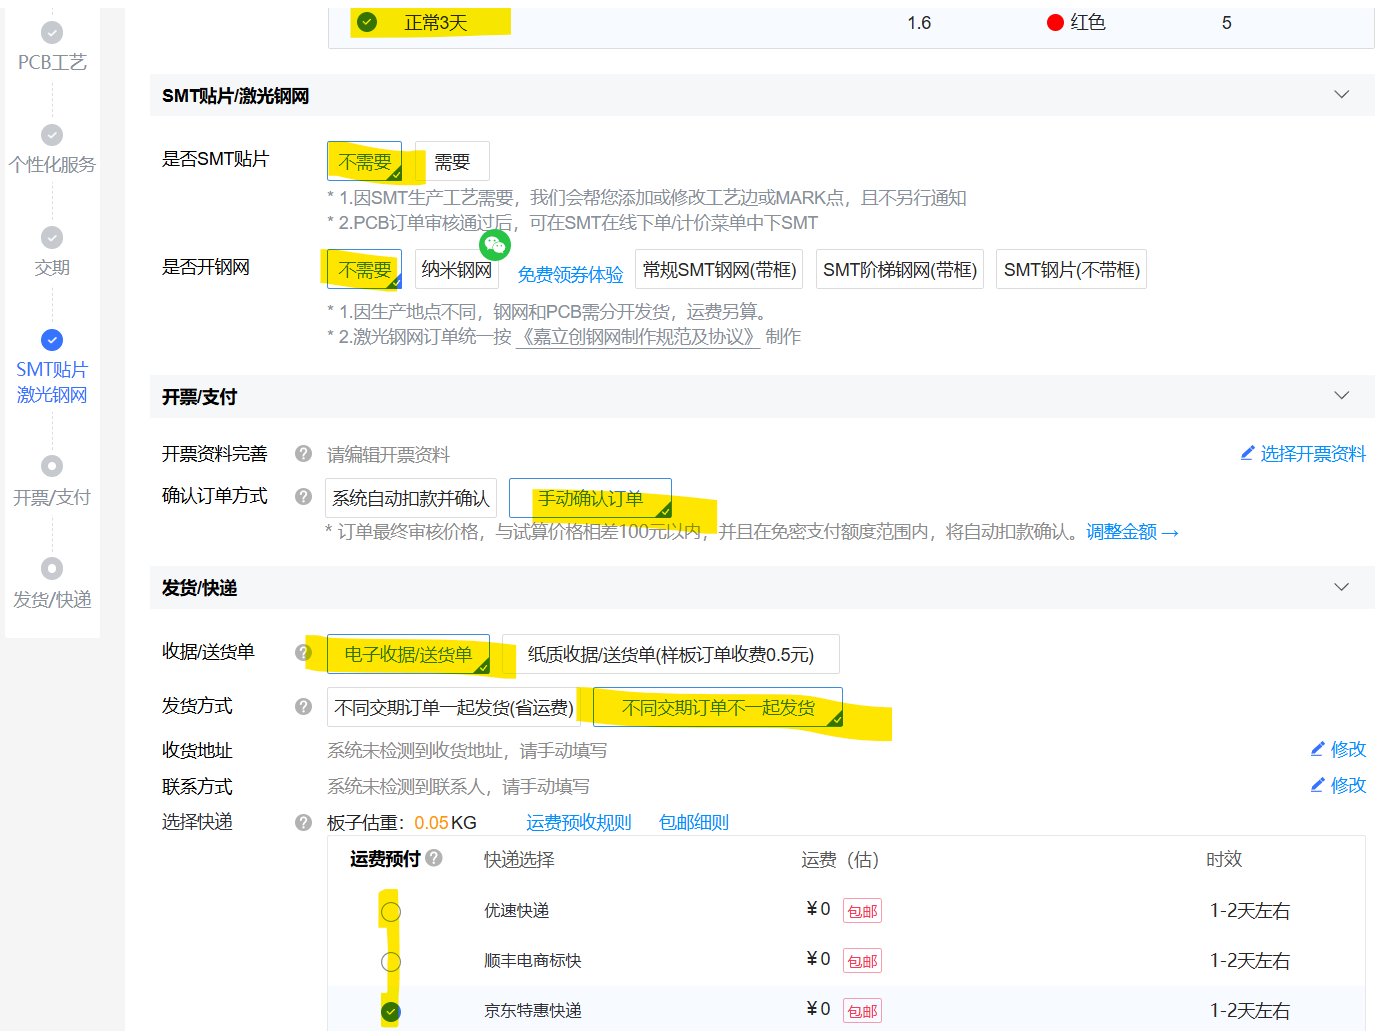 正常3天 1.6 红色 5
PCB工艺
个性化服务
交期
SMT贴片
激光钢网
开票/支付
发货/快递
SMT贴片/激光钢网
是否SMT贴片 不需要 需要
* 1.因SMT生产工艺需要，我们会帮您添加或修改工艺边或MARK点，且不另行通知
* 2.PCB订单审核通过后，可在SMT在线下单/计价菜单中下SMT
是否开钢网 不需要 纳米钢网 免费领券体验 常规SMT钢网(带框) SMT阶梯钢网(带框) SMT钢片(不带框)
* 1.因生产地点不同，钢网和PCB需分开发货，运费另算。
* 2.激光钢网订单统一按 《嘉立创钢网制作规范及协议》 制作
开票/支付
开票资料完善 ? 请编辑开票资料 选择开票资料
确认订单方式 ? 系统自动扣款并确认 手动确认订单
* 订单最终审核价格，与试算价格相差100元以内，并且在免密支付额度范围内，将自动扣款确认。 调整金额 →
发货/快递
收据/送货单 ? 电子收据/送货单 纸质收据/送货单(样板订单收费0.5元)
发货方式 ? 不同交期订单一起发货(省运费) 不同交期订单不一起发货
收货地址 系统未检测到收货地址，请手动填写 修改
联系方式 系统未检测到联系人，请手动填写 修改
选择快递 ? 板子估重：0.05KG 运费预收规则 包邮细则
运费预付 ? 快递选择 运费（估） 时效
优速快递 ¥0 包邮 1-2天左右
顺丰电商标快 ¥0 包邮 1-2天左右
京东特惠快递 ¥0 包邮 1-2天左右